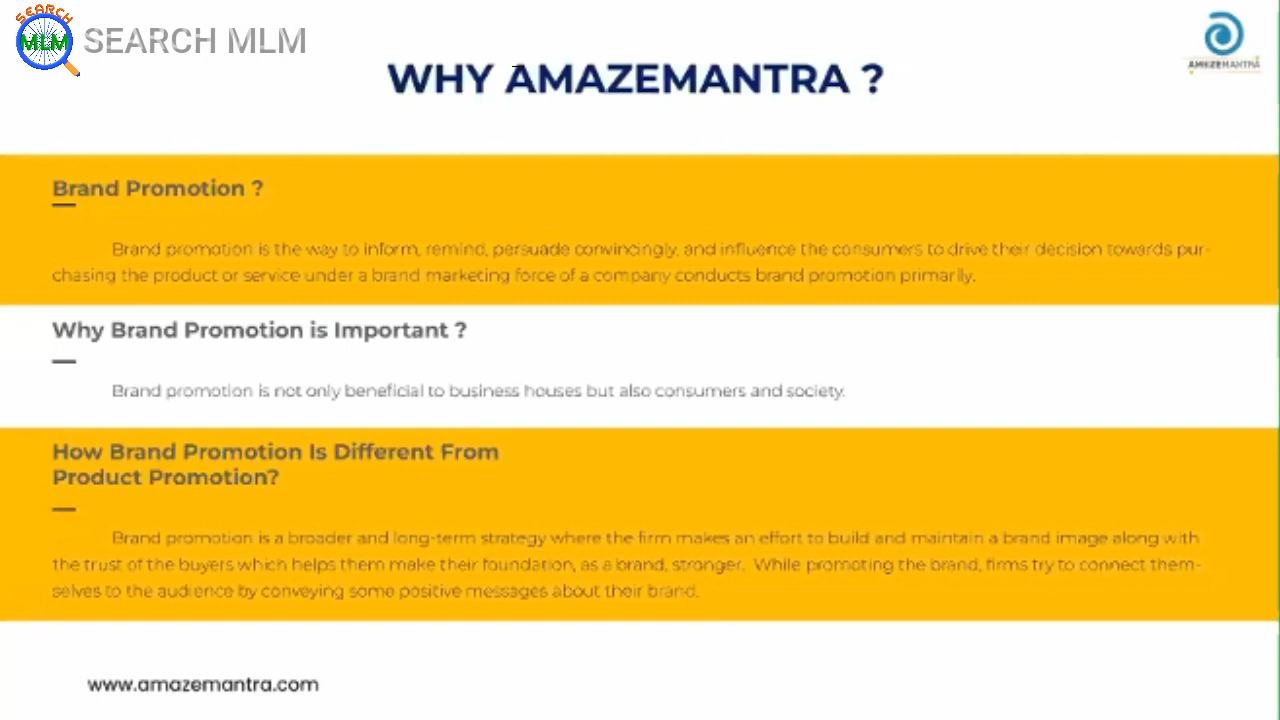 SEARCH
MLM
SEARCH MLM
AMAZEMANTRA
WHY AMAZEMANTRA ?
Brand Promotion ?
Brand promotion is the way to inform, remind, persuade convincingly, and influence the consumers to drive their decision towards pur-
chasing the product or service under a brand marketing force of a company conducts brand promotion primarily.
Why Brand Promotion is Important ?
Brand promotion is not only beneficial to business houses but also consumers and society.
How Brand Promotion Is Different From
Product Promotion?
Brand promotion is a broader and long-term strategy where the firm makes an effort to build and maintain a brand image along with
the trust of the buyers which helps them make their foundation, as a brand, stronger. While promoting the brand, firms try to connect them-
selves to the audience by conveying some positive messages about their brand.
www.amazemantra.com